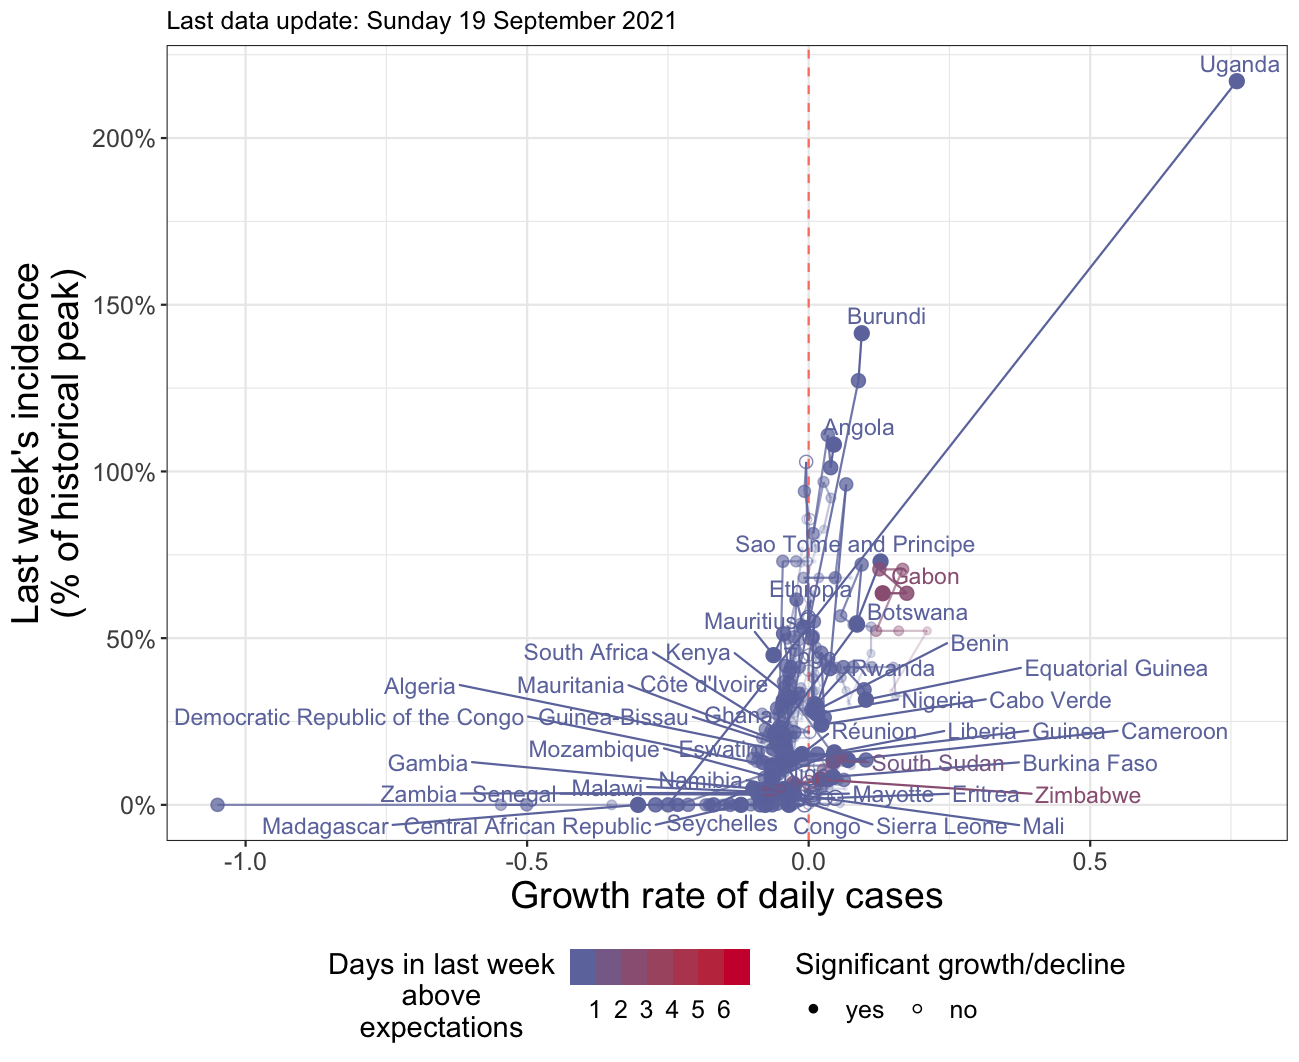 Last data update: Sunday 19 September 2021
Last week's incidence
(% of historical peak)
200%
150%
100%
50%
0%
Uganda
Burundi
Angola
Sao Tome and Principe
Gabon
Ethiopia
Botswana
Mauritius
Benin
South Africa
Kenya
Togo
Rwanda
Equatorial Guinea
Algeria
Mauritania
Côte d'Ivoire
Nigeria
Cabo Verde
Democratic Republic of the Congo
Guinea-Bissau
Ghana
Réunion
Liberia
Guinea
Cameroon
Mozambique
Eswatini
Gambia
South Sudan
Burkina Faso
Namibia
Malawi
Zambia
Senegal
Mayotte
Eritrea
Zimbabwe
Madagascar
Central African Republic
Seychelles
Congo
Sierra Leone
Mali
-1.0
-0.5
0.0
0.5
Growth rate of daily cases
Days in last week
above
expectations
1 2 3 4 5 6
Significant growth/decline
yes
no